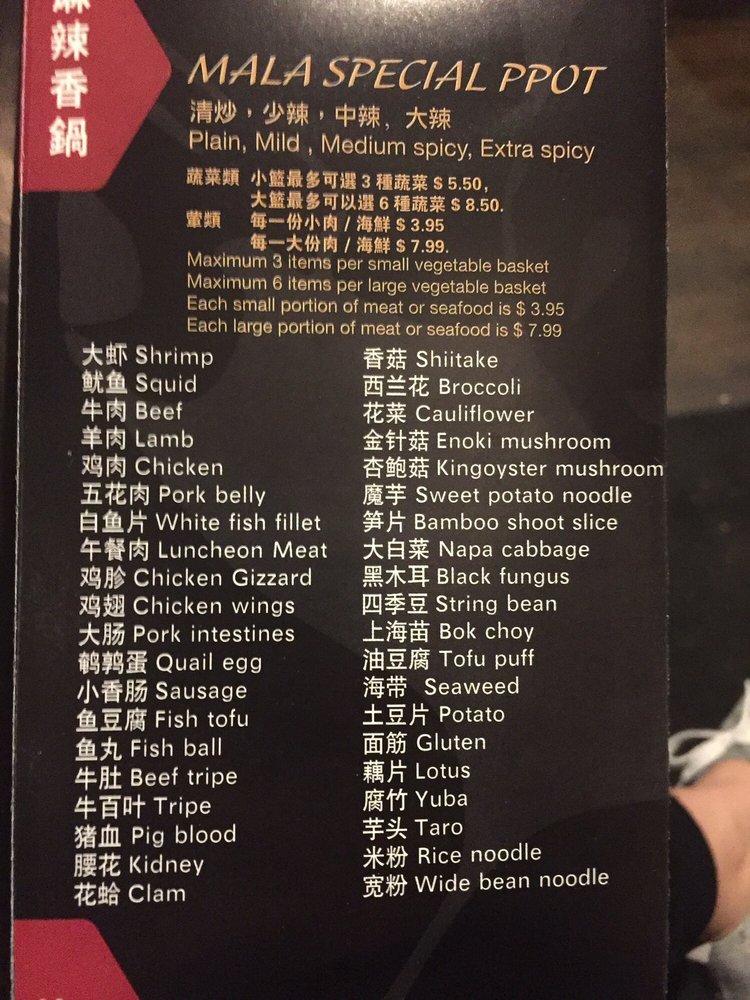 辣香鍋
MALA SPECIAL PPOT
清炒,少辣,中辣、大辣
Plain, Mild , Medium spicy, Extra spicy
蔬菜類 小籃最多可選 3 種蔬菜 $ 5.50,
大籃最多可以選 6 種蔬菜 $ 8.50.
葷類 每一份小肉 / 海鮮 $ 3.95
每一大份肉 / 海鮮 $ 7.99.
Maximum 3 items per small vegetable basket
Maximum 6 items per large vegetable basket
Each small portion of meat or seafood is $ 3.95
Each large portion of meat or seafood is $ 7.99
大虾 Shrimp
鱿鱼 Squid
牛肉 Beef
羊肉 Lamb
鸡肉 Chicken
五花肉 Pork belly
白鱼片 White fish fillet
午餐肉 Luncheon Meat
鸡胗 Chicken Gizzard
鸡翅 Chicken wings
大肠 Pork intestines
鹌鹑蛋 Quail egg
小香肠 Sausage
鱼豆腐 Fish tofu
鱼丸 Fish ball
牛肚 Beef tripe
牛百叶 Tripe
猪血 Pig blood
腰花 Kidney
花蛤 Clam
香菇 Shiitake
西兰花 Broccoli
花菜 Cauliflower
金针菇 Enoki mushroom
杏鲍菇 Kingoyster mushroom
魔芋 Sweet potato noodle
笋片 Bamboo shoot slice
大白菜 Napa cabbage
黑木耳 Black fungus
四季豆 String bean
上海苗 Bok choy
油豆腐 Tofu puff
海带 Seaweed
土豆片 Potato
面筋 Gluten
藕片 Lotus
腐竹 Yuba
芋头 Taro
米粉 Rice noodle
宽粉 Wide bean noodle